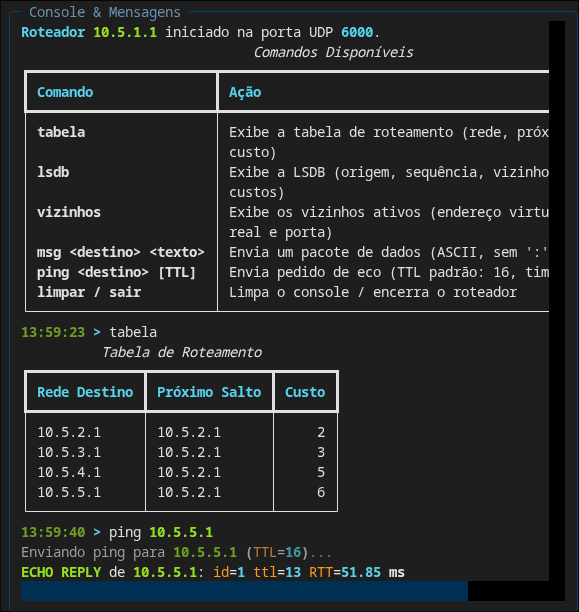 Console & Mensagens
Roteador 10.5.1.1 iniciado na porta UDP 6000.
Comandos Disponíveis
Comando Ação
tabela Exibe a tabela de roteamento (rede, próx
custo)
lsdb Exibe a LSDB (origem, sequência, vizinho
custos)
vizinhos Exibe os vizinhos ativos (endereço virtu
real e porta)
msg <destino> <texto> Envia um pacote de dados (ASCII, sem ':'
ping <destino> [TTL] Envia pedido de eco (TTL padrão: 16, tim
limpar / sair Limpa o console / encerra o roteador
13:59:23 > tabela
Tabela de Roteamento
Rede Destino Próximo Salto Custo
10.5.2.1 10.5.2.1 2
10.5.3.1 10.5.2.1 3
10.5.4.1 10.5.2.1 5
10.5.5.1 10.5.2.1 6
13:59:40 > ping 10.5.5.1
Enviando ping para 10.5.5.1 (TTL=16)...
ECHO REPLY de 10.5.5.1: id=1 ttl=13 RTT=51.85 ms